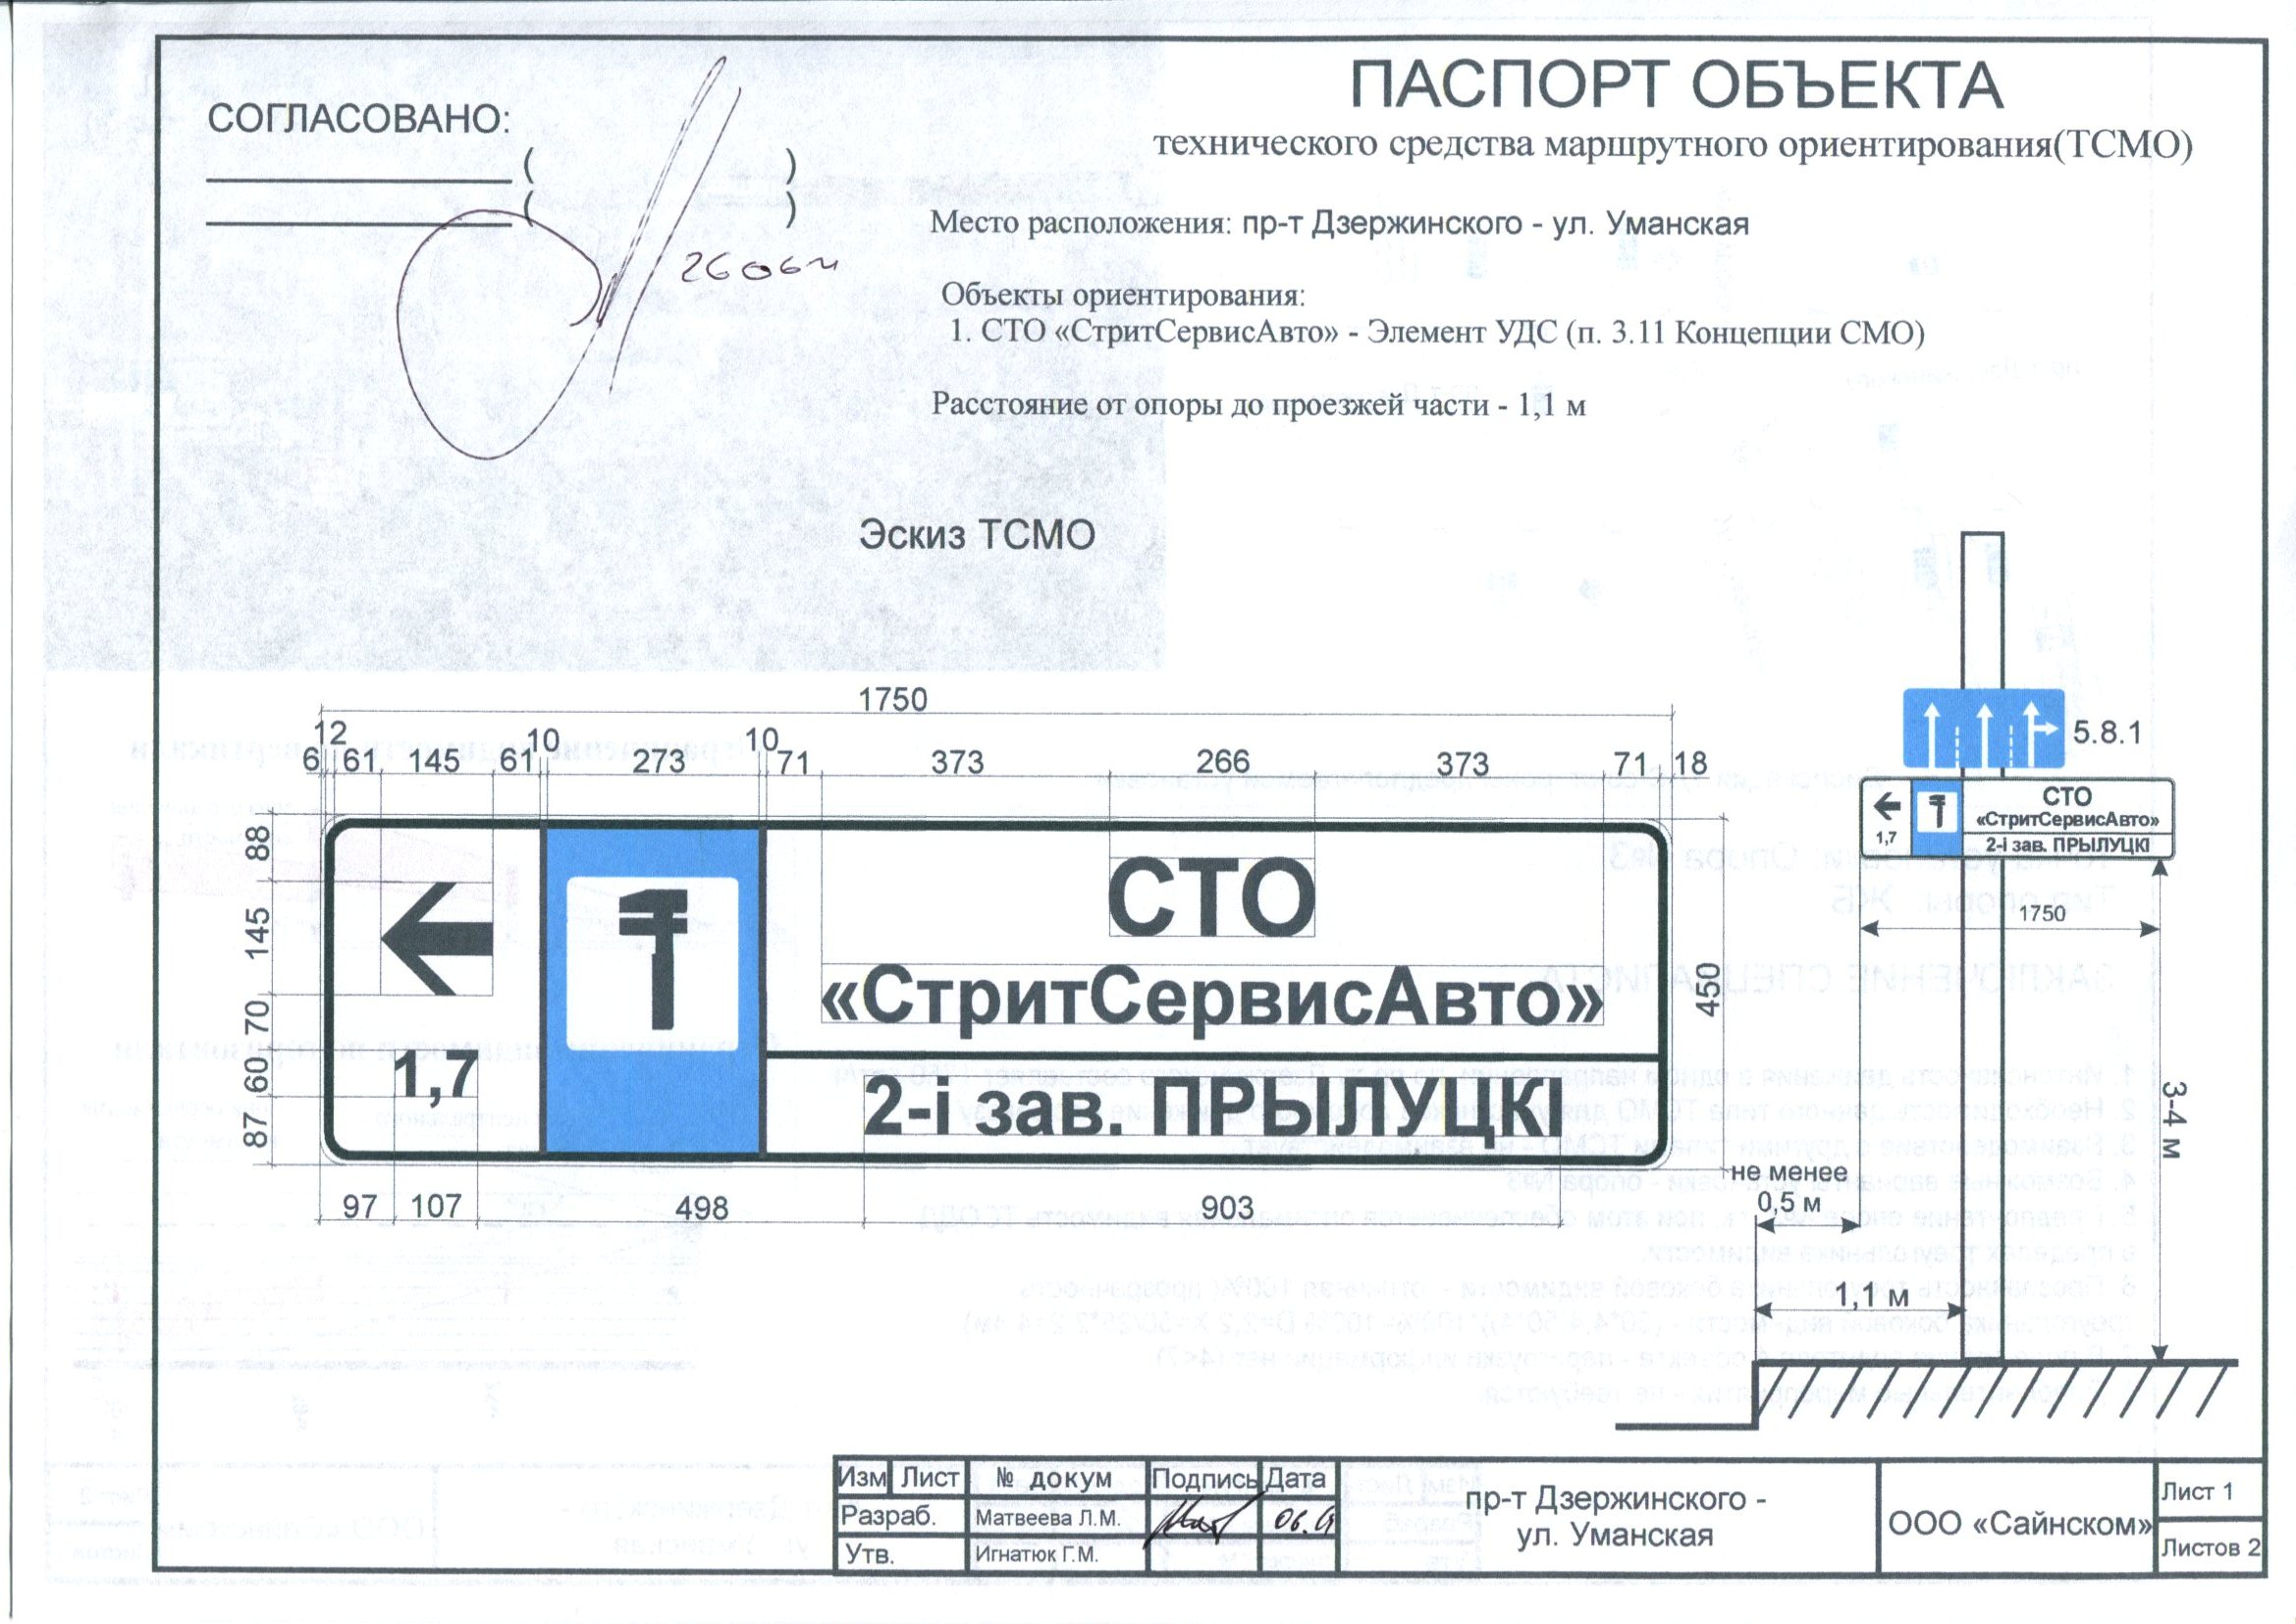 ПАСПОРТ ОБЪЕКТА
технического средства маршрутного ориентирования(ТСМО)
СОГЛАСОВАНО:
( )
( )
Место расположения: пр-т Дзержинского - ул. Уманская
Объекты ориентирования:
1. СТО «СтритСервисАвто» - Элемент УДС (п. 3.11 Концепции СМО)
Расстояние от опоры до проезжей части - 1,1 м
Эскиз ТСМО
1750
12 10 10
6 61 145 61 273 71 373 266 373 71 18
88
145
70
60
87
1,7
СТО
«СтритСервисАвто»
2-і зав. ПРЫЛУЦКІ
450
97 107 498 903
5.8.1
1,7
СТО
«СтритСервисАвто»
2-і зав. ПРЫЛУЦКІ
1750
3-4 м
не менее
0,5 м
1,1 м
Изм Лист № докум Подпись Дата
Разраб. Матвеева Л.М.
Утв. Игнатюк Г.М.
пр-т Дзержинского -
ул. Уманская
ООО «Сайнском»
Лист 1
Листов 2